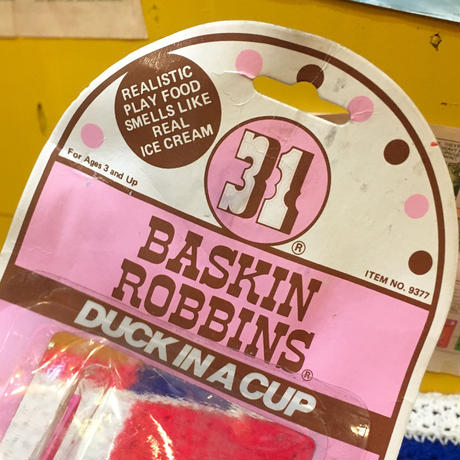 REALISTIC
PLAY FOOD
SMELLS LIKE
REAL
ICE CREAM
For Ages 3 and Up
31
®
ITEM NO. 9377
BASKIN
ROBBINS®
DUCK IN A CUP